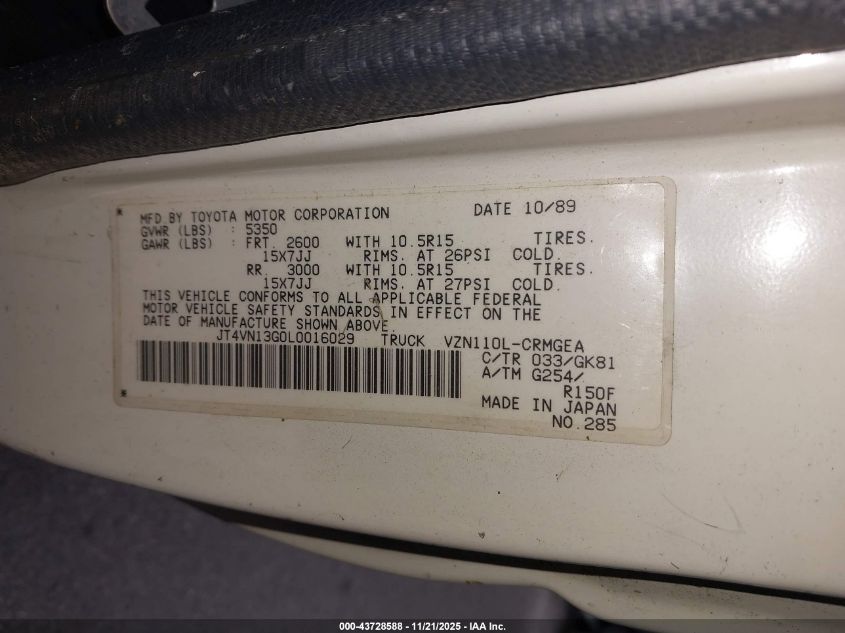 MFD BY TOYOTA MOTOR CORPORATION DATE 10/89
GVWR (LBS) : 5350
GAWR (LBS) : FRT. 2600 WITH 10.5R15 TIRES.
15X7JJ RIMS. AT 26PSI COLD.
RR. 3000 WITH 10.5R15 TIRES.
15X7JJ RIMS. AT 27PSI COLD.
THIS VEHICLE CONFORMS TO ALL APPLICABLE FEDERAL
MOTOR VEHICLE SAFETY STANDARDS IN EFFECT ON THE
DATE OF MANUFACTURE SHOWN ABOVE.
JT4VN13G0L0016029 TRUCK VZN110L-CRMGEA
C/TR 033/GK81
A/TM G254/
R150F
MADE IN JAPAN
NO.285
000-43728588 — 11/21/2025 — IAA Inc.